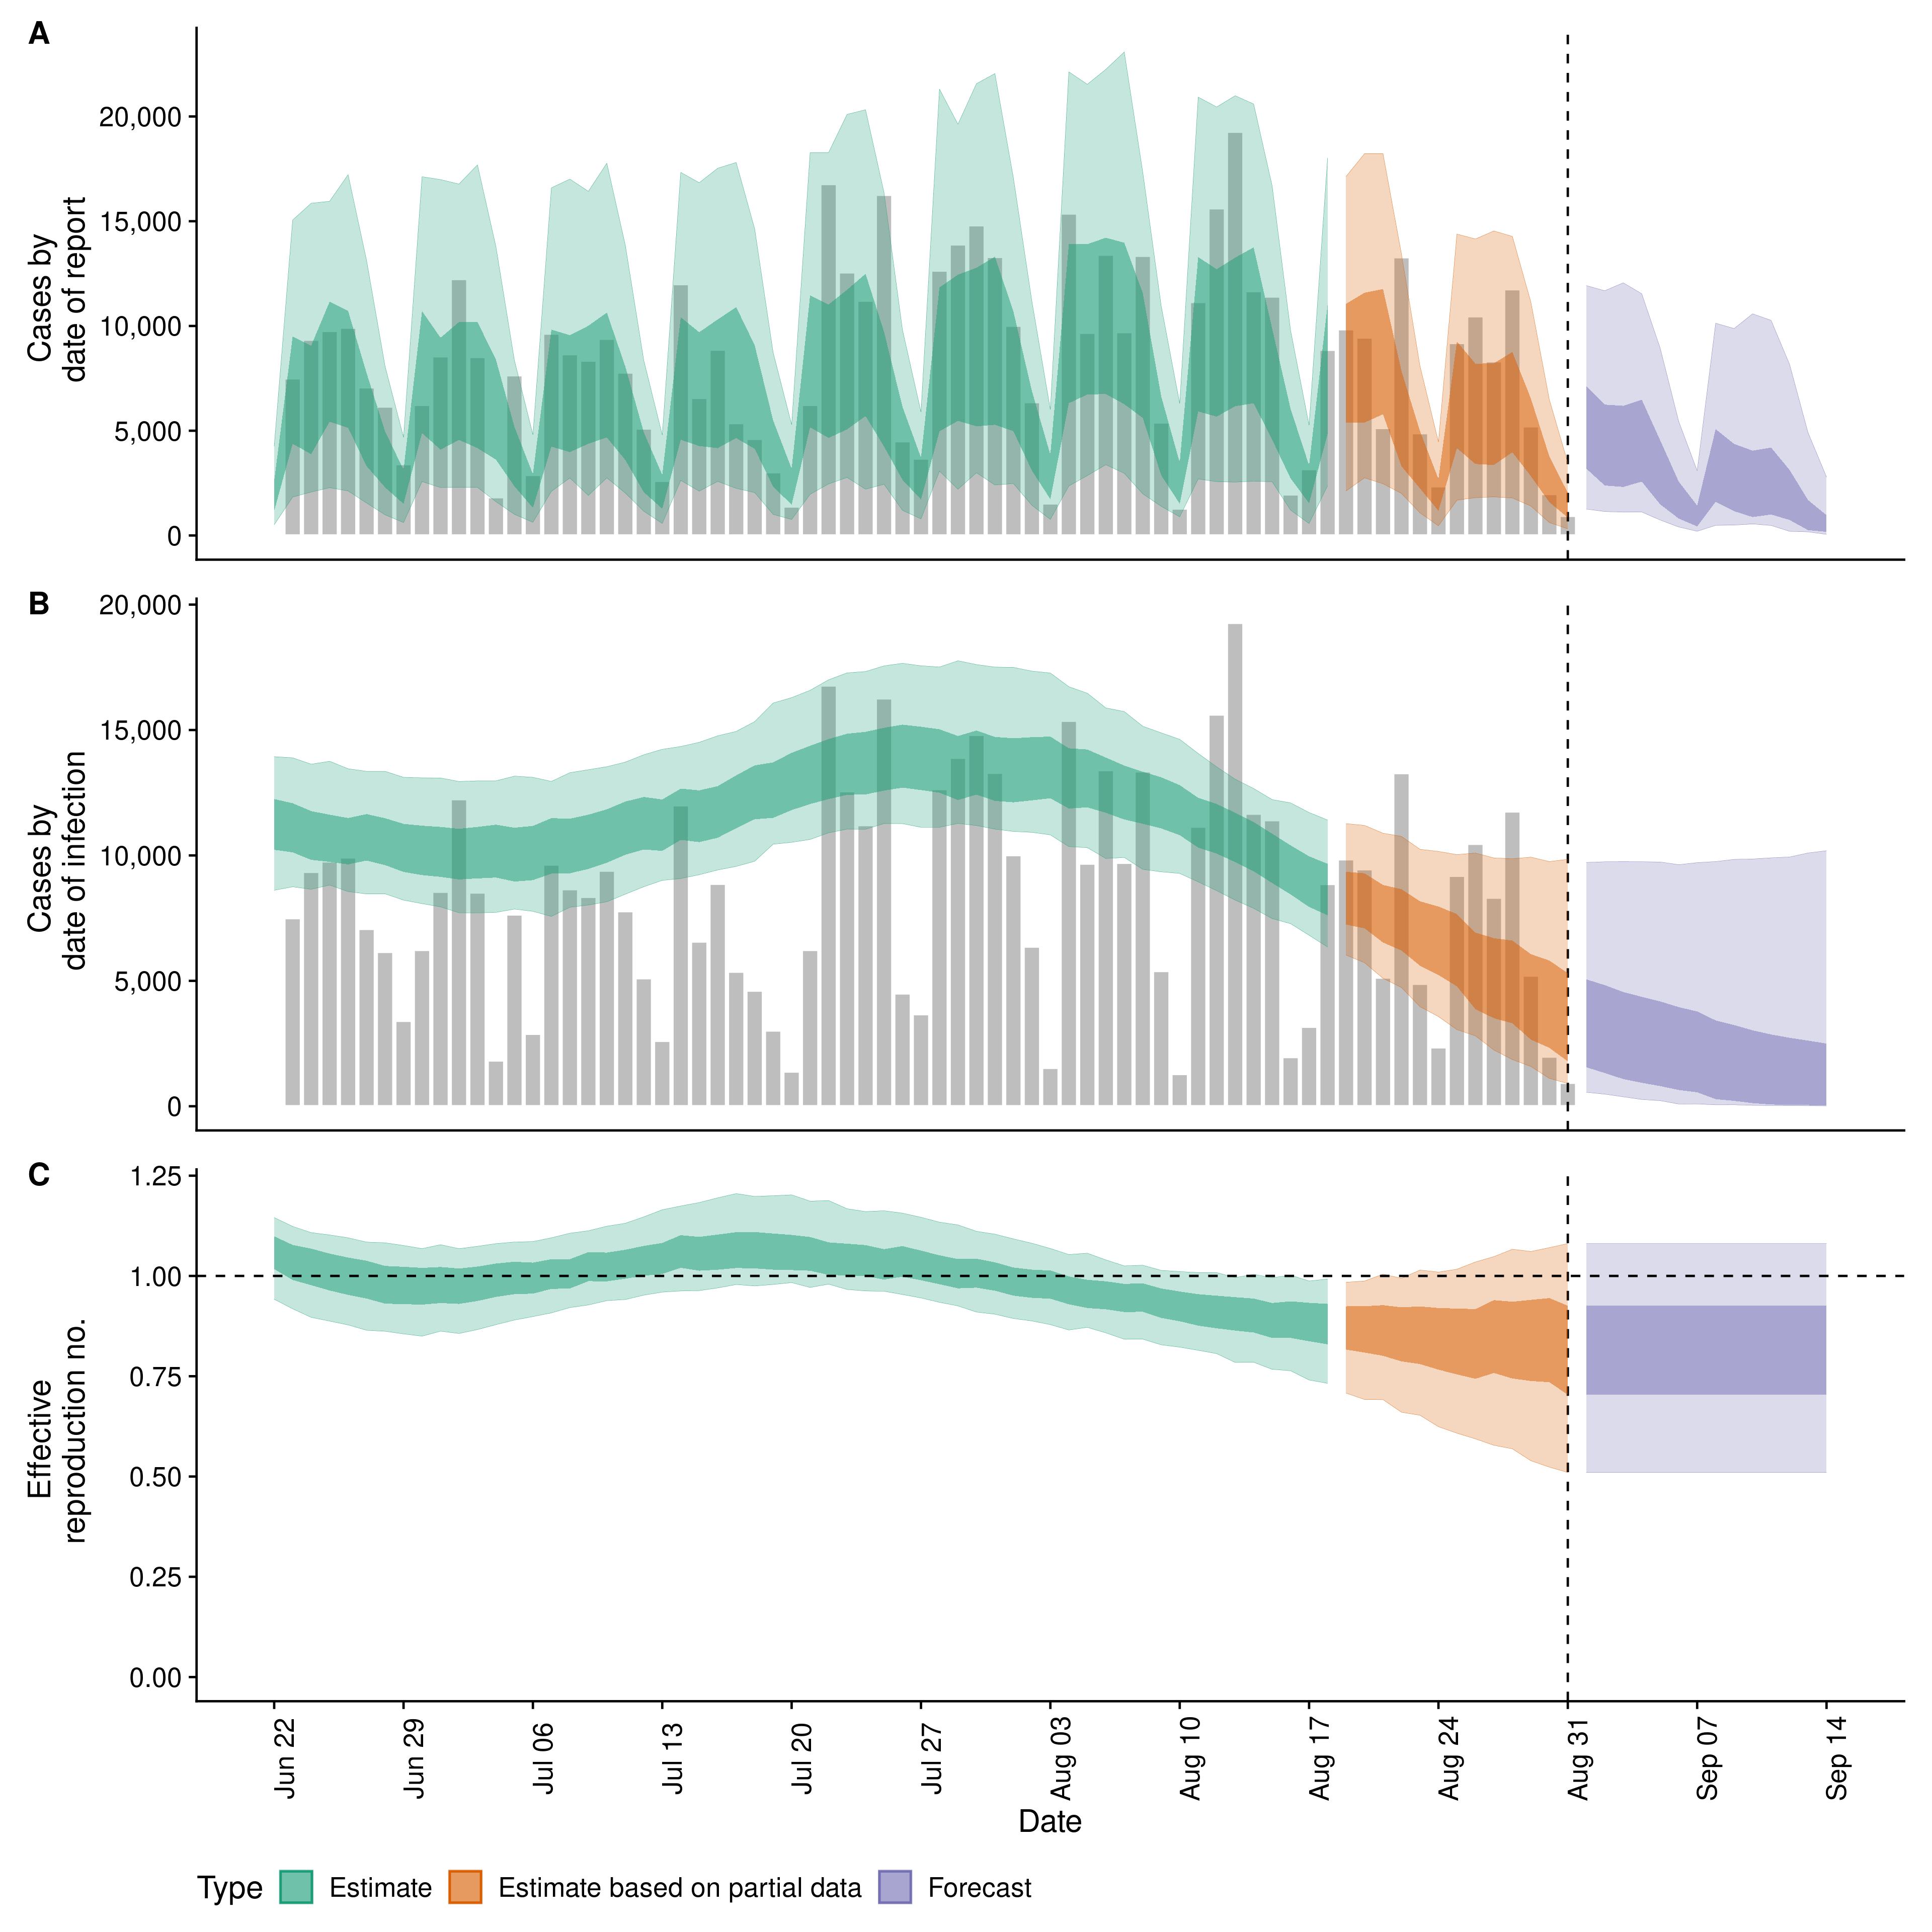 A
Cases by
date of report
20,000
15,000
10,000
5,000
0
B
Cases by
date of infection
20,000
15,000
10,000
5,000
0
C
Effective
reproduction no.
1.25
1.00
0.75
0.50
0.25
0.00
Jun 22
Jun 29
Jul 06
Jul 13
Jul 20
Jul 27
Aug 03
Aug 10
Aug 17
Aug 24
Aug 31
Sep 07
Sep 14
Date
Type Estimate Estimate based on partial data Forecast